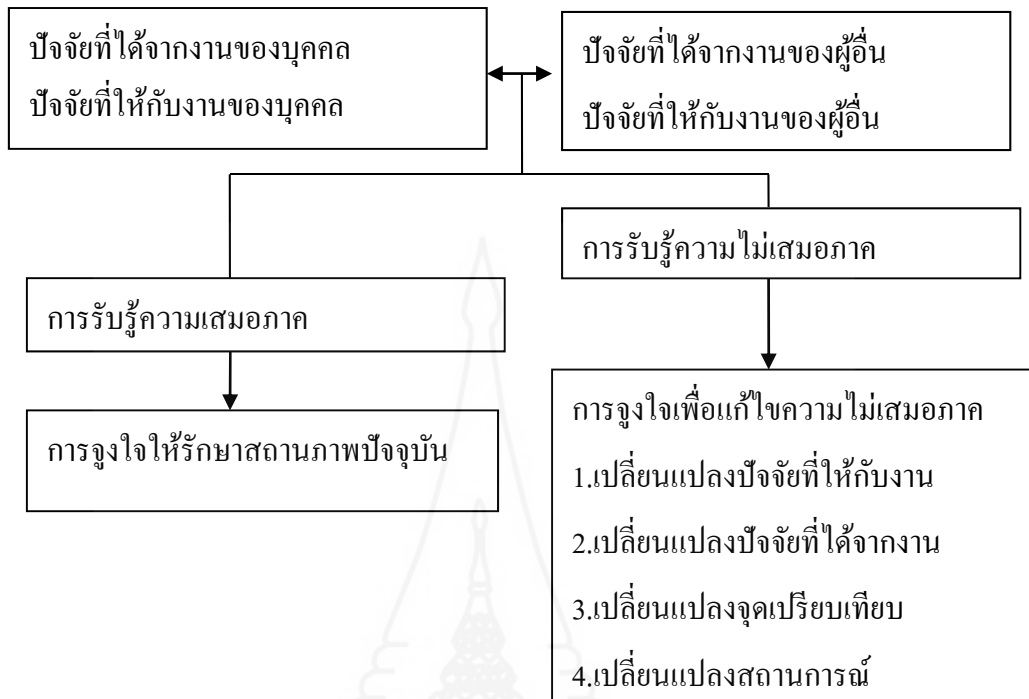 ปัจจัยที่ได้จากงานของบุคคล
ปัจจัยที่ให้กับงานของบุคคล
ปัจจัยที่ได้จากงานของผู้อื่น
ปัจจัยที่ให้กับงานของผู้อื่น
การรับรู้ความไม่เสมอภาค
การรับรู้ความเสมอภาค
การจูงใจให้รักษาสถานภาพปัจจุบัน
การจูงใจเพื่อแก้ไขความไม่เสมอภาค
1.เปลี่ยนแปลงปัจจัยที่ให้กับงาน
2.เปลี่ยนแปลงปัจจัยที่ได้จากงาน
3.เปลี่ยนแปลงจุดเปรียบเทียบ
4.เปลี่ยนแปลงสถานการณ์